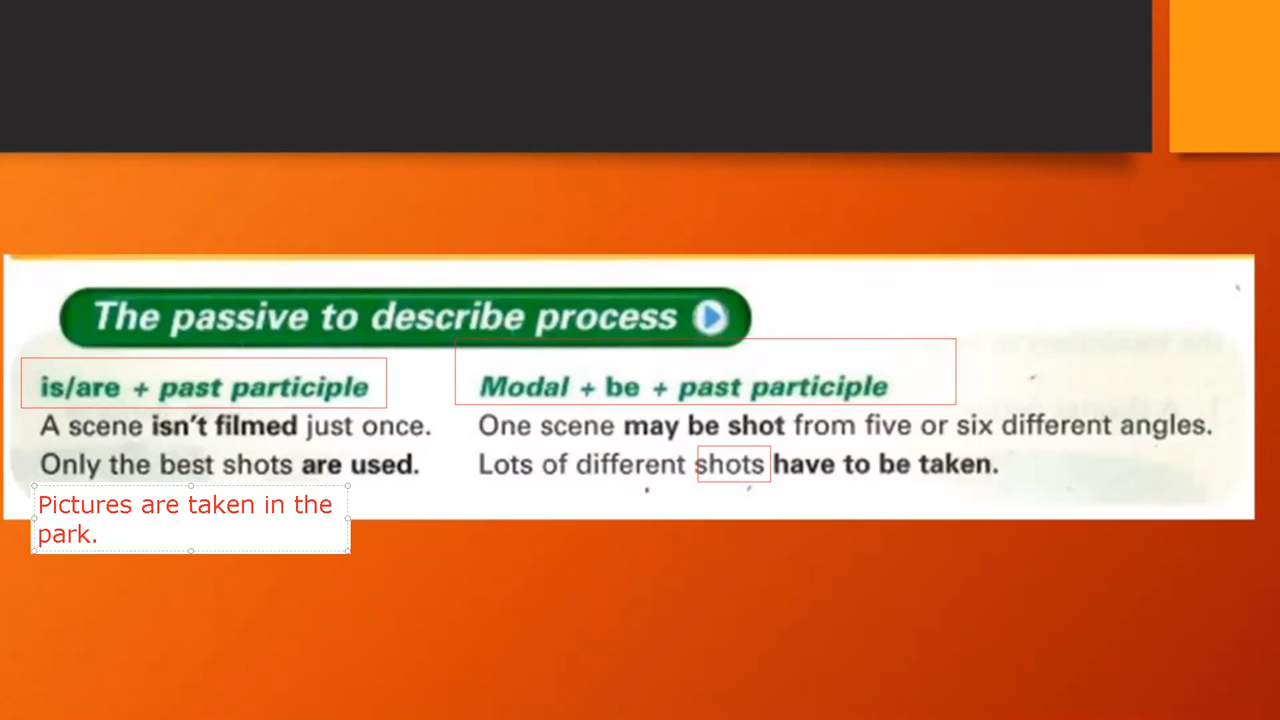 The passive to describe process
is/are + past participle
A scene isn't filmed just once.
Only the best shots are used.
Pictures are taken in the
park.
Modal + be + past participle
One scene may be shot from five or six different angles.
Lots of different shots have to be taken.